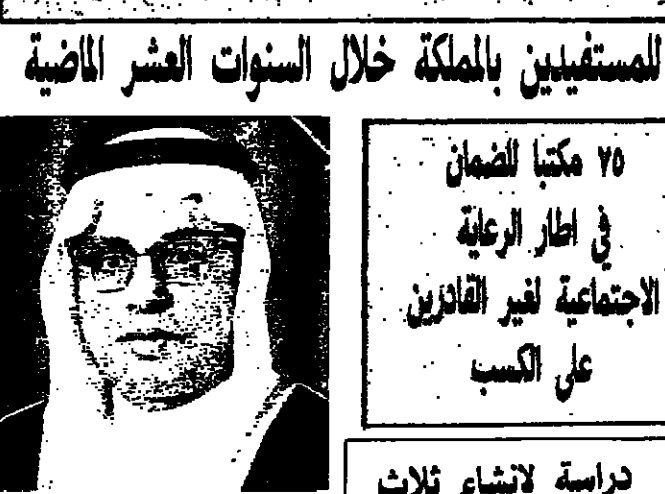 للمستفيدين بالمملكة خلال السنوات العشر الماضية
٧٥ مكتبا للضمان
في اطار الرعاية
الاجتماعية لغير القادرين
على الكسب
دراسة لانشاء ثلاث